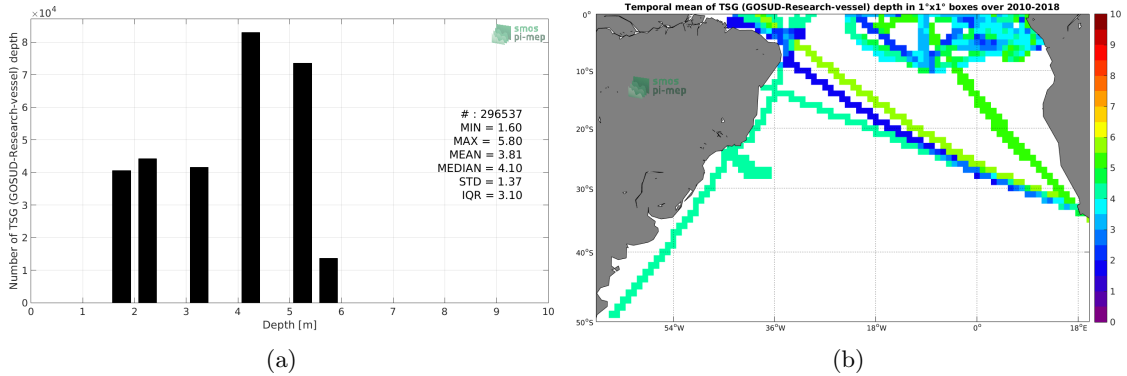 ×10⁴
8
7
6
5
4
3
2
1
0
Number of TSG (GOSUD-Research-vessel) depth
smos
pi-mep
# : 296537
MIN = 1.60
MAX = 5.80
MEAN = 3.81
MEDIAN = 4.10
STD = 1.37
IQR = 3.10
0 1 2 3 4 5 6 7 8 9 10
Depth [m]
(a)
Temporal mean of TSG (GOSUD-Research-vessel) depth in 1°x1° boxes over 2010-2018
0°
10°S
20°S
30°S
40°S
50°S
smos
pi-mep
54°W 36°W 18°W 0° 18°E
10
9
8
7
6
5
4
3
2
1
0
(b)